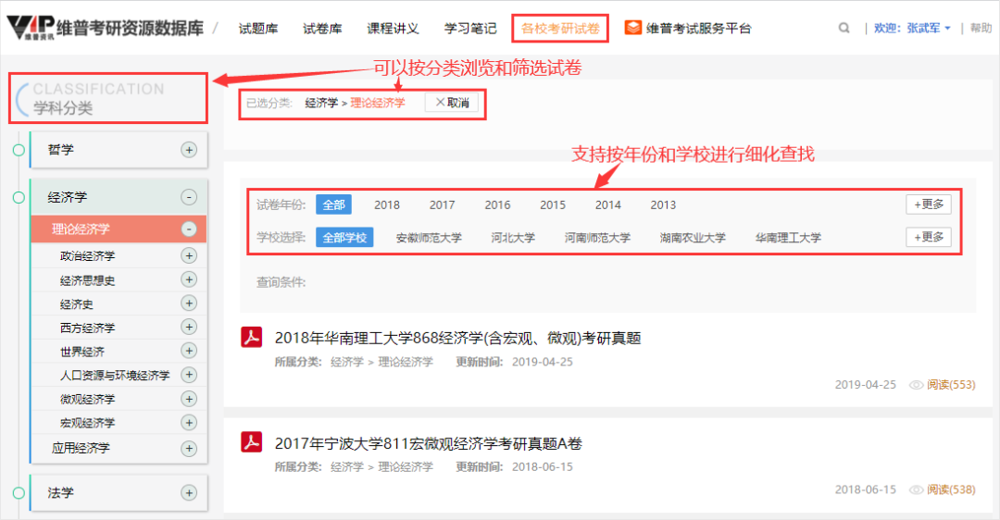 VIP 维普资讯 维普考研资源数据库 / 试题库 试卷库 课程讲义 学习笔记 各校考研试卷 维普考试服务平台 | 欢迎: 张武军 | 帮助
可以按分类浏览和筛选试卷
CLASSIFICATION
学科分类
已选分类: 经济学 > 理论经济学 ×取消
哲学 +
经济学 -
理论经济学 -
政治经济学 +
经济思想史 +
经济史 +
西方经济学 +
世界经济 +
人口资源与环境经济学 +
微观经济学 +
宏观经济学 +
应用经济学 +
法学 +
支持按年份和学校进行细化查找
试卷年份: 全部 2018 2017 2016 2015 2014 2013 +更多
学校选择: 全部学校 安徽师范大学 河北大学 河南师范大学 湖南农业大学 华南理工大学 +更多
查询条件:
2018年华南理工大学868经济学(含宏观、微观)考研真题
所属分类: 经济学 > 理论经济学 更新时间: 2019-04-25
2019-04-25 阅读(553)
2017年宁波大学811宏微观经济学考研真题A卷
所属分类: 经济学 > 理论经济学 更新时间: 2018-06-15
2018-06-15 阅读(538)